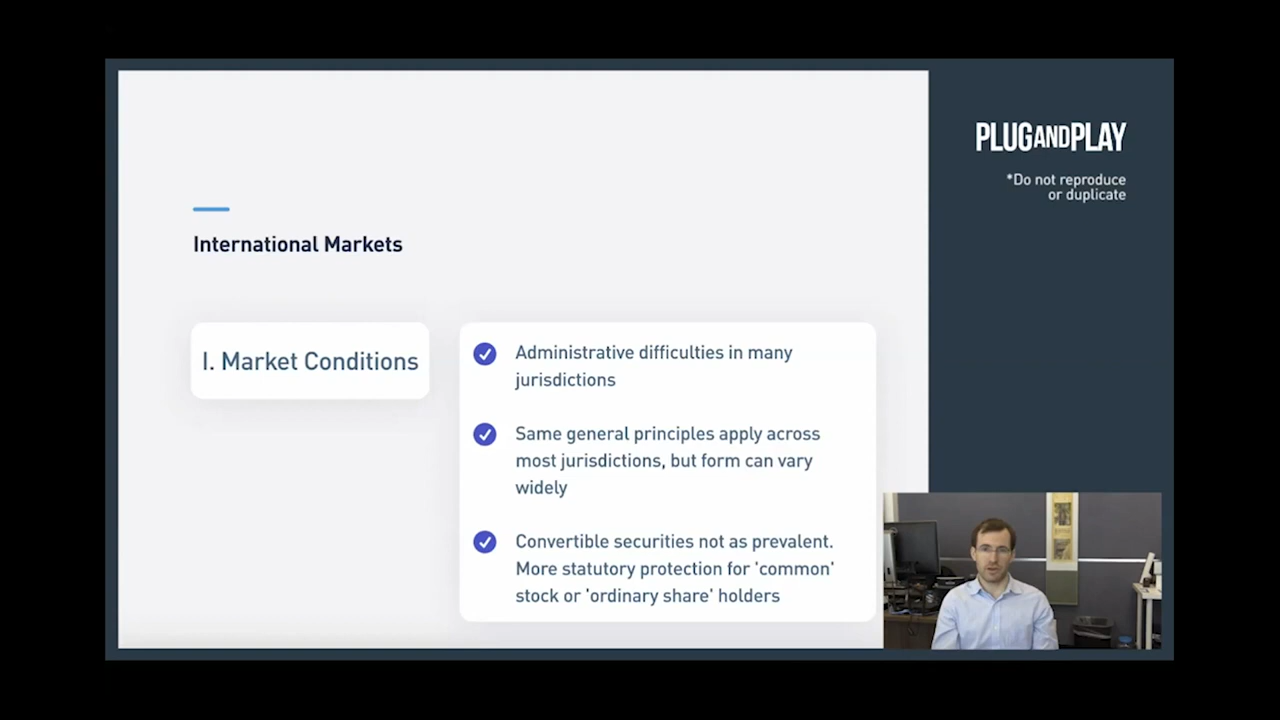 PLUGANDPLAY
*Do not reproduce
or duplicate
International Markets
I. Market Conditions
Administrative difficulties in many
jurisdictions
Same general principles apply across
most jurisdictions, but form can vary
widely
Convertible securities not as prevalent.
More statutory protection for 'common'
stock or 'ordinary share' holders